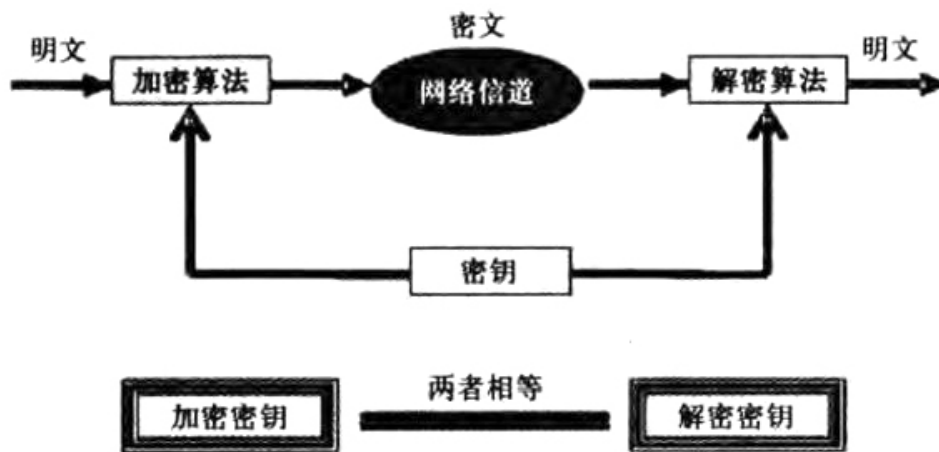 密文
明文
加密算法
网络信道
解密算法
明文
密钥
两者相等
加密密钥
解密密钥